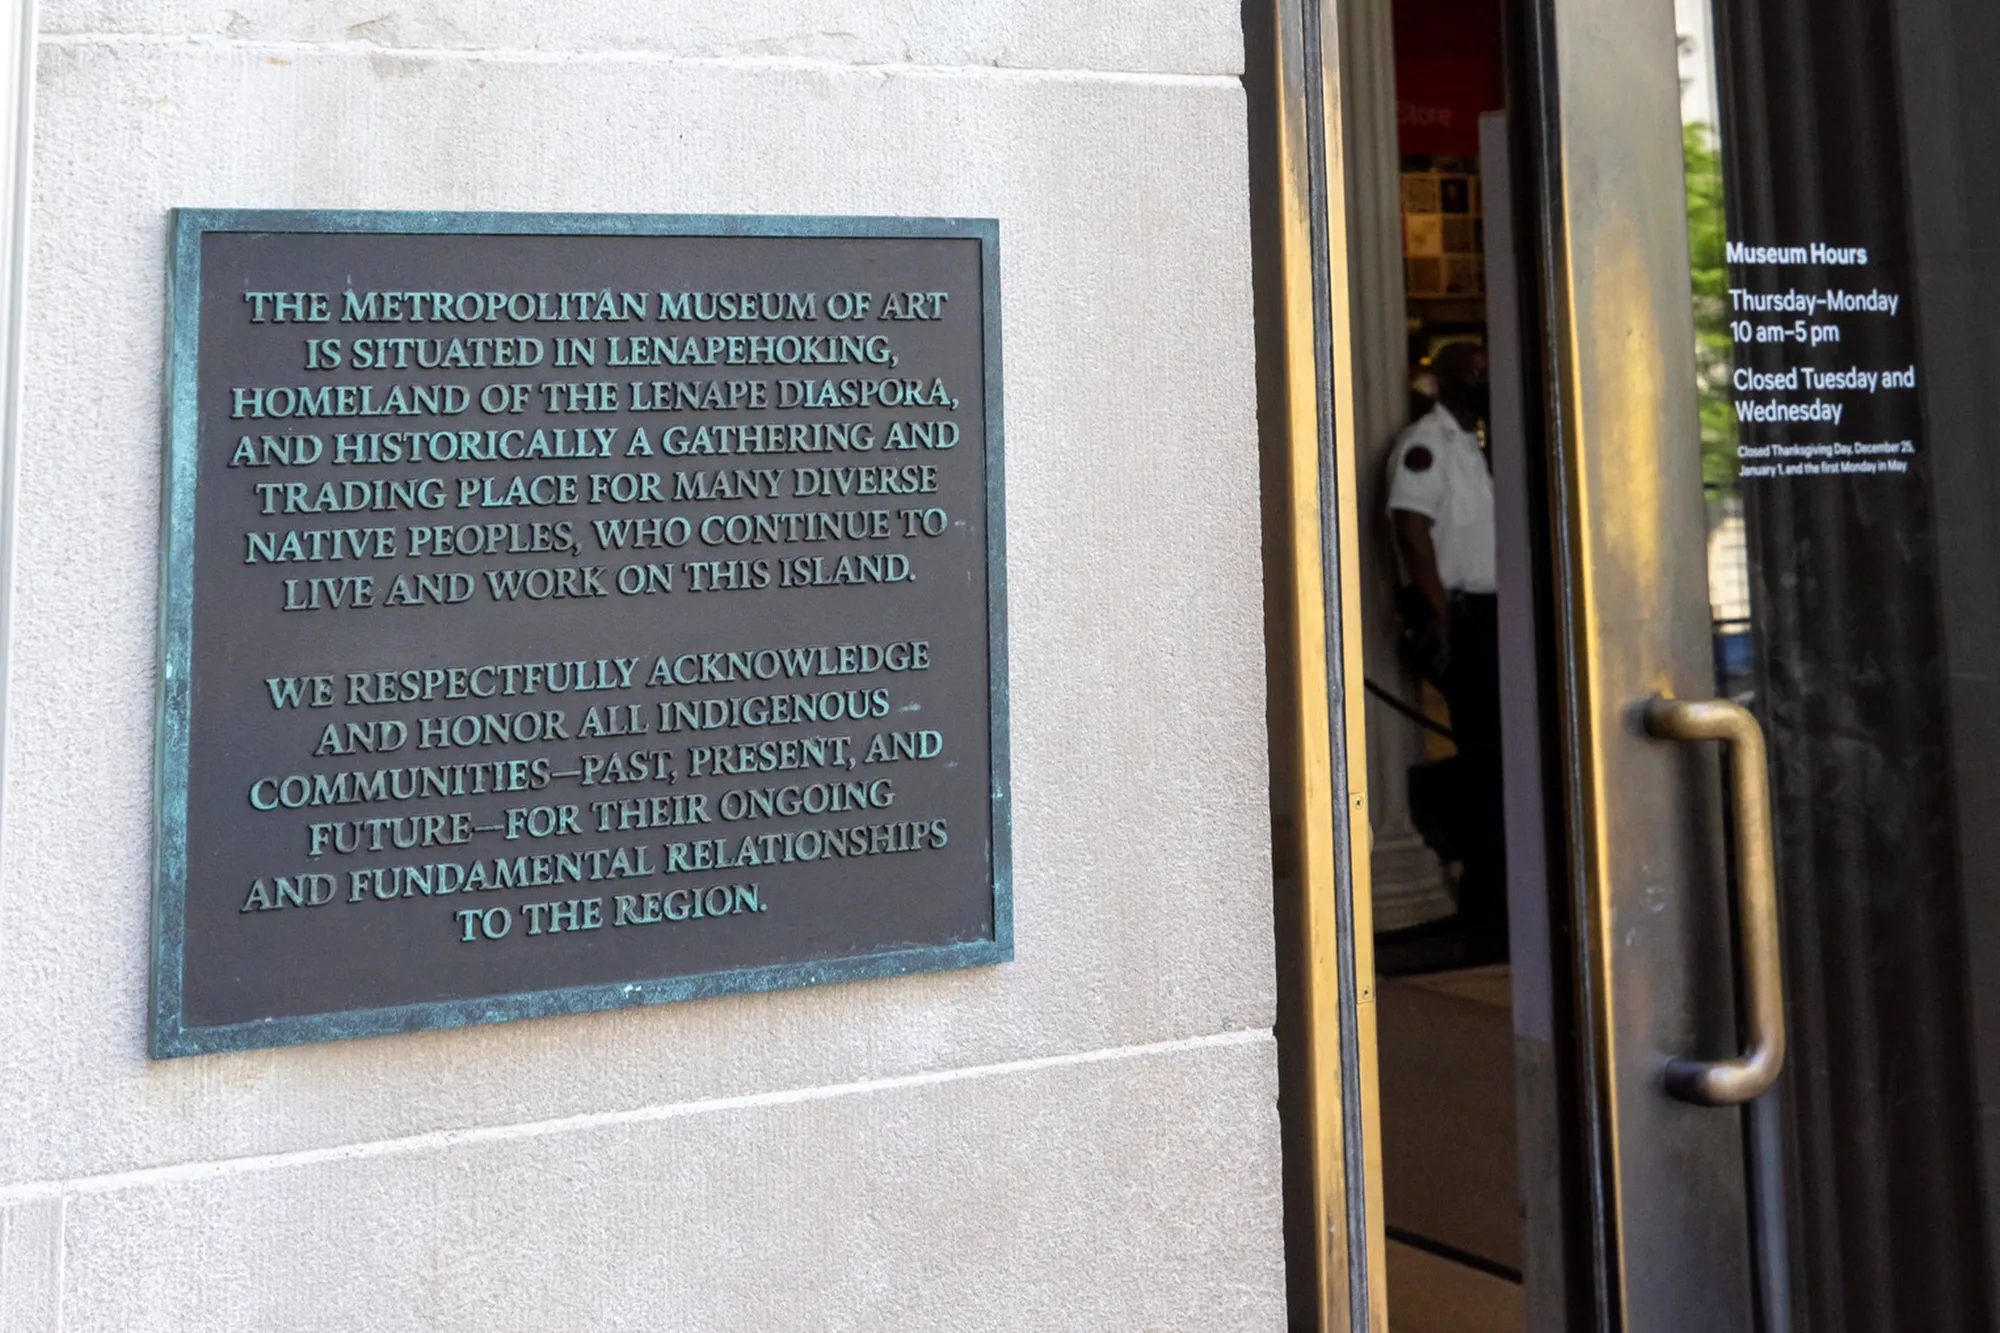 THE METROPOLITAN MUSEUM OF ART
IS SITUATED IN LENAPEHOKING,
HOMELAND OF THE LENAPE DIASPORA,
AND HISTORICALLY A GATHERING AND
TRADING PLACE FOR MANY DIVERSE
NATIVE PEOPLES, WHO CONTINUE TO
LIVE AND WORK ON THIS ISLAND.
WE RESPECTFULLY ACKNOWLEDGE
AND HONOR ALL INDIGENOUS
COMMUNITIES—PAST, PRESENT, AND
FUTURE—FOR THEIR ONGOING
AND FUNDAMENTAL RELATIONSHIPS
TO THE REGION.
Store
Museum Hours
Thursday–Monday
10 am–5 pm
Closed Tuesday and
Wednesday
Closed Thanksgiving Day, December 25,
January 1, and the first Monday in May